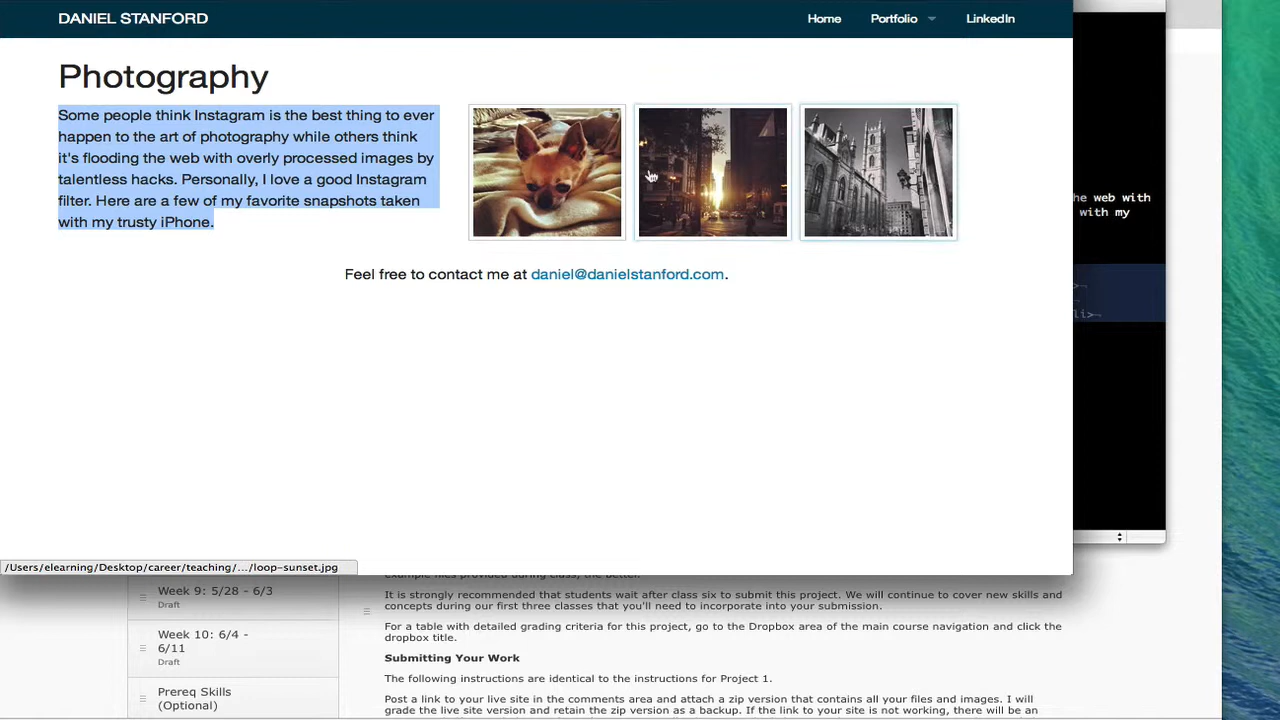 DANIEL STANFORD
Home Portfolio LinkedIn
Photography
Some people think Instagram is the best thing to ever
happen to the art of photography while others think
it's flooding the web with overly processed images by
talentless hacks. Personally, I love a good Instagram
filter. Here are a few of my favorite snapshots taken
with my trusty iPhone.
Feel free to contact me at daniel@danielstanford.com.
the web with
with my
li>¬
/Users/elearning/Desktop/career/teaching/.../loop-sunset.jpg
Week 9: 5/28 - 6/3
Draft
Week 10: 6/4 -
6/11
Draft
Prereq Skills
(Optional)
example files provided during class, the better.
It is strongly recommended that students wait after class six to submit this project. We will continue to cover new skills and
concepts during our first three classes that you'll need to incorporate into your submission.
For a table with detailed grading criteria for this project, go to the Dropbox area of the main course navigation and click the
dropbox title.
Submitting Your Work
The following instructions are identical to the instructions for Project 1.
Post a link to your live site in the comments area and attach a zip version that contains all your files and images. I will
grade the live site version and retain the zip version as a backup. If the link to your site is not working, there will be an